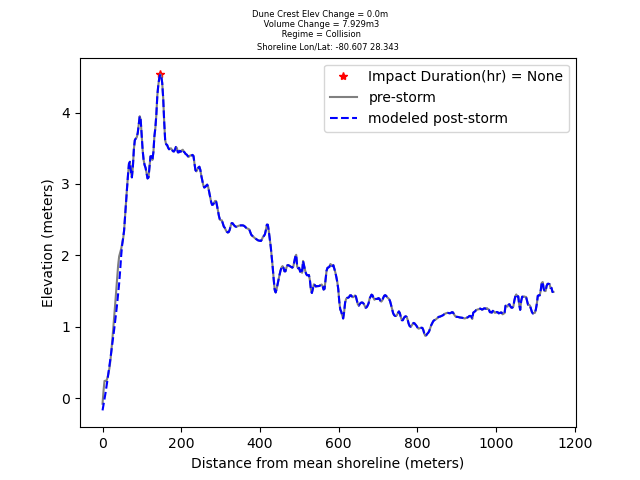 Dune Crest Elev Change = 0.0m
Volume Change = 7.929m3
Regime = Collision
Shoreline Lon/Lat: -80.607 28.343
Impact Duration(hr) = None
pre-storm
modeled post-storm
Elevation (meters)
4
3
2
1
0
0 200 400 600 800 1000 1200
Distance from mean shoreline (meters)